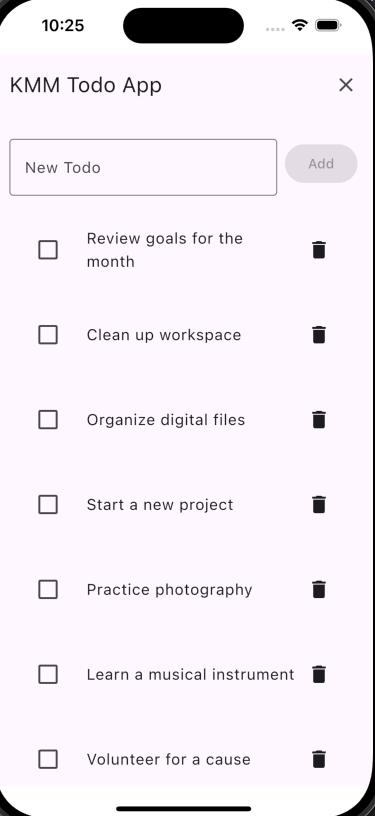 10:25
KMM Todo App
New Todo
Add
Review goals for the
month
Clean up workspace
Organize digital files
Start a new project
Practice photography
Learn a musical instrument
Volunteer for a cause